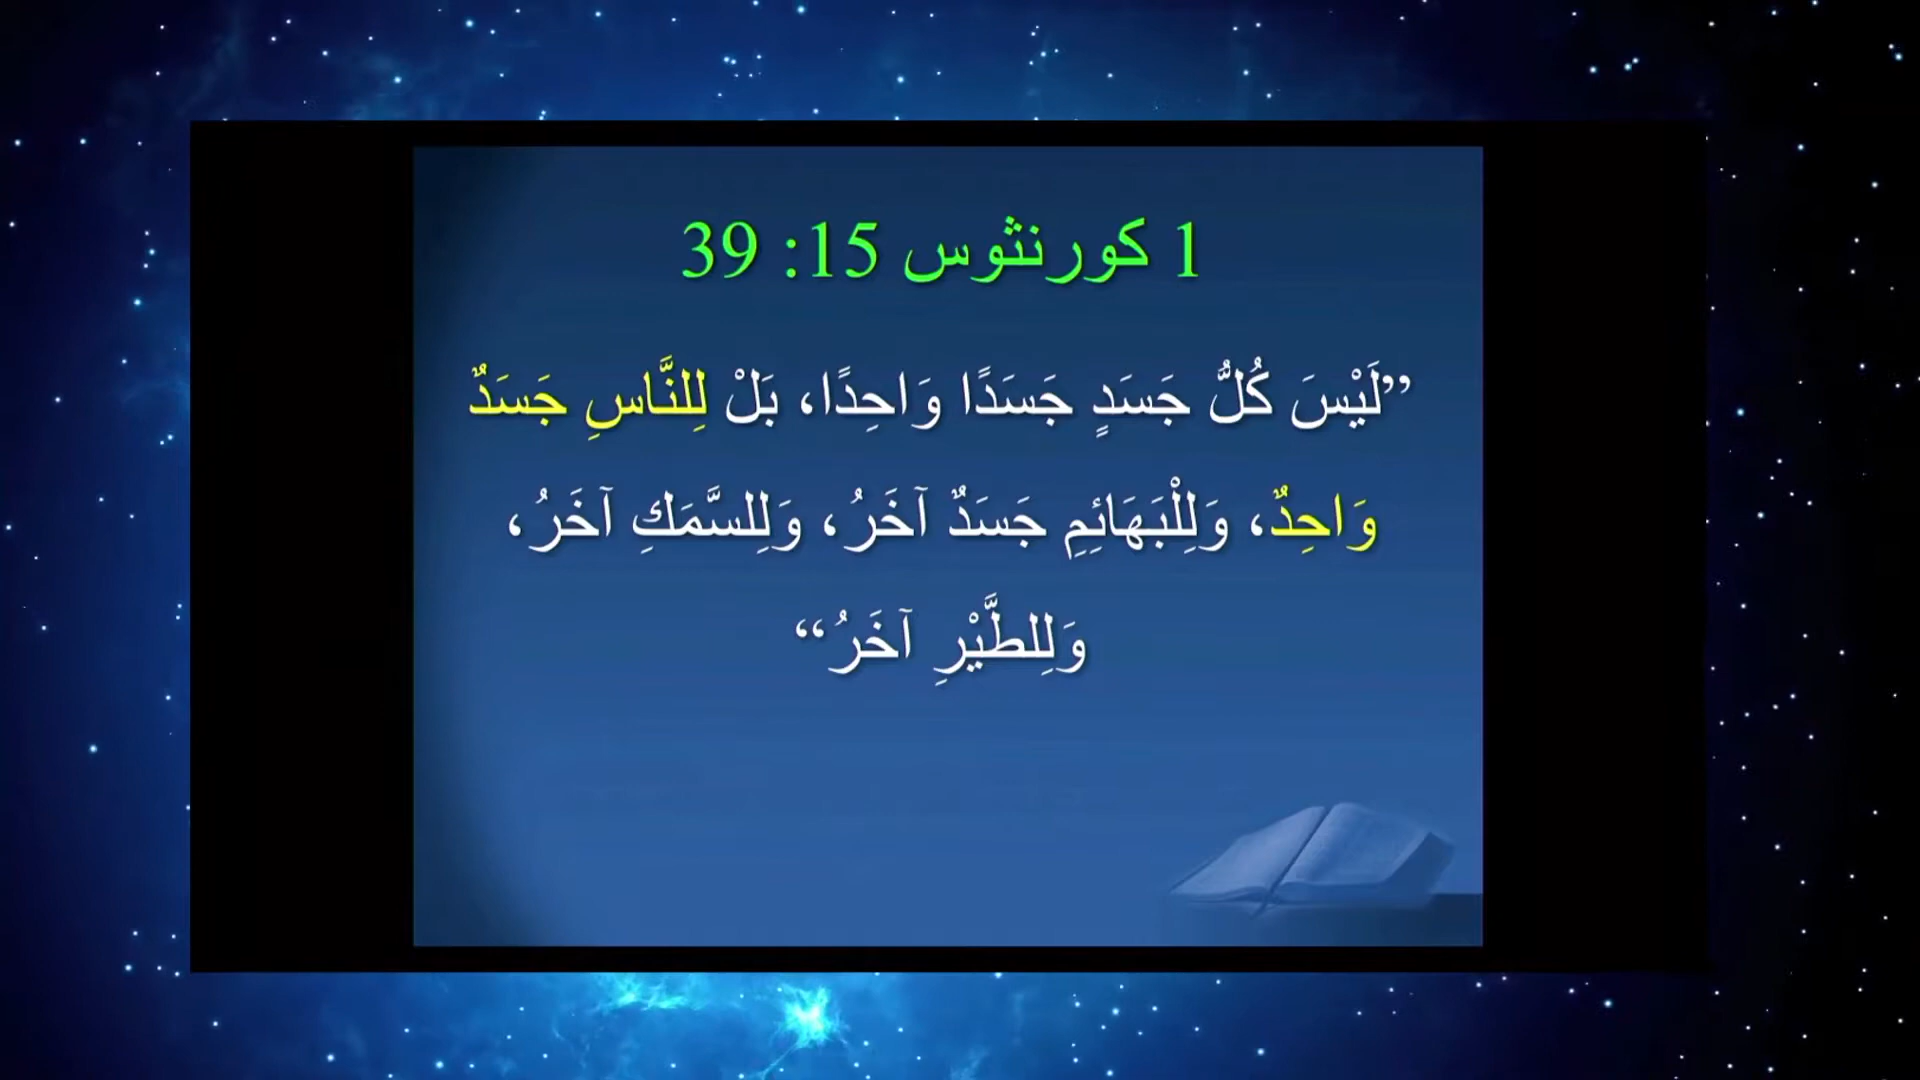 1 كورنثوس 15: 39
”لَيْسَ كُلُّ جَسَدٍ جَسَدًا وَاحِدًا، بَلْ لِلنَّاسِ جَسَدٌ
وَاحِدٌ، وَلِلْبَهَائِمِ جَسَدٌ آخَرُ، وَلِلسَّمَكِ آخَرُ،
وَلِلطَّيْرِ آخَرُ“